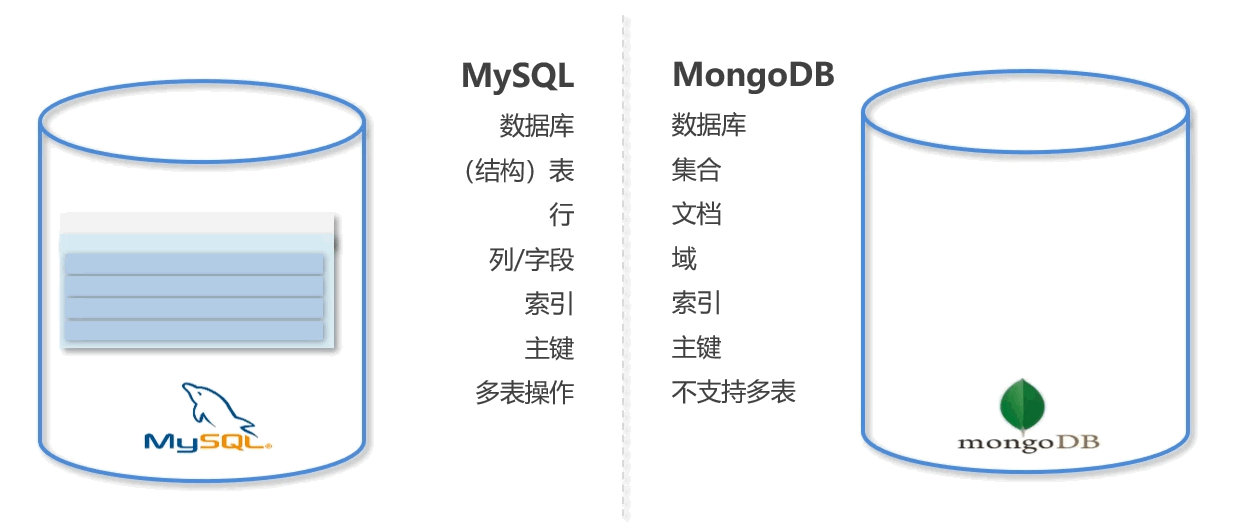 MySQL
数据库
（结构）表
行
列/字段
索引
主键
多表操作
MongoDB
数据库
集合
文档
域
索引
主键
不支持多表
MySQL®
mongoDB